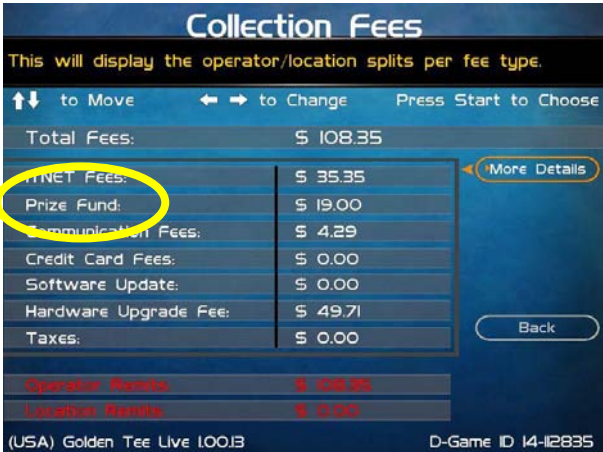 Collection Fees
This will display the operator/location splits per fee type.
to Move to Change Press Start to Choose
Total Fees: $ 108.35
ITNET Fees: $ 35.35
More Details
Prize Fund: $ 19.00
Communication Fees: $ 4.29
Credit Card Fees: $ 0.00
Software Update: $ 0.00
Hardware Upgrade Fee: $ 49.71
Back
Taxes: $ 0.00
Operator Remits: $ 108.35
Location Remits: $ 0.00
(USA) Golden Tee Live 1.00.13 D-Game ID 14-112835